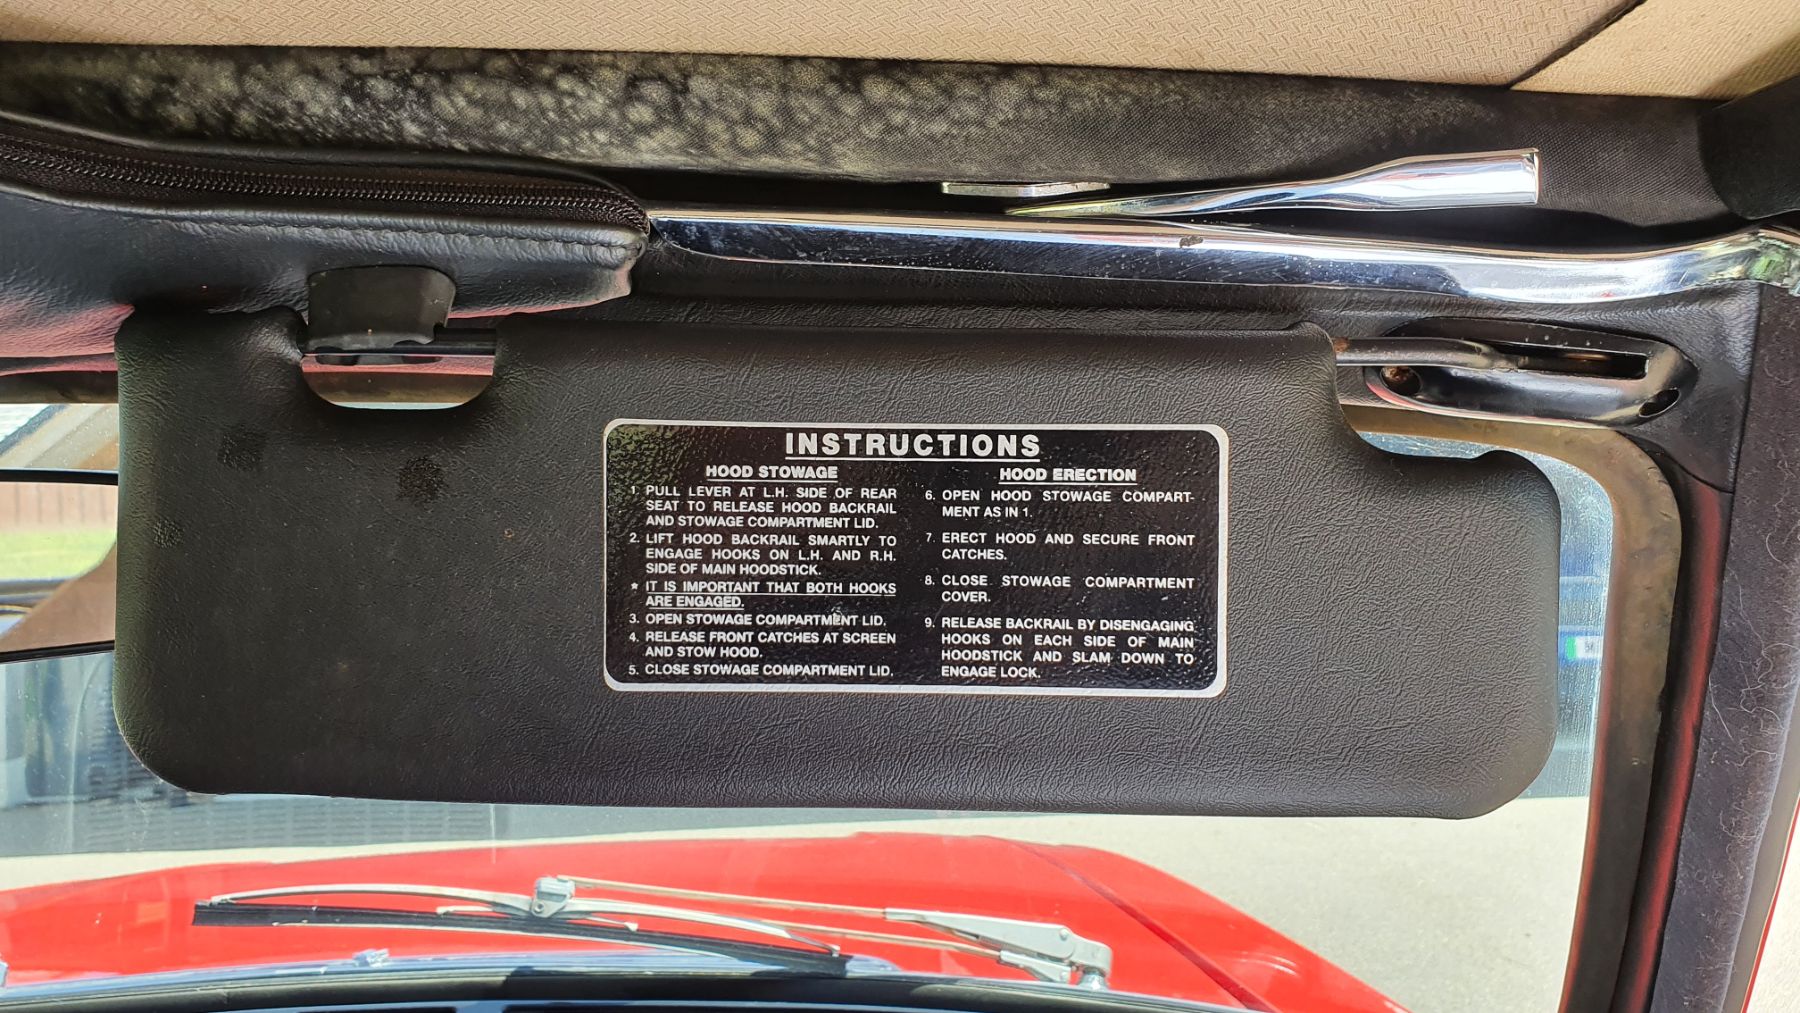 INSTRUCTIONS
HOOD STOWAGE
1. PULL LEVER AT L.H. SIDE OF REAR
SEAT TO RELEASE HOOD BACKRAIL
AND STOWAGE COMPARTMENT LID.
2. LIFT HOOD BACKRAIL SMARTLY TO
ENGAGE HOOKS ON L.H. AND R.H.
SIDE OF MAIN HOODSTICK.
* IT IS IMPORTANT THAT BOTH HOOKS
ARE ENGAGED.
3. OPEN STOWAGE COMPARTMENT LID.
4. RELEASE FRONT CATCHES AT SCREEN
AND STOW HOOD.
5. CLOSE STOWAGE COMPARTMENT LID.
HOOD ERECTION
6. OPEN HOOD STOWAGE COMPART-
MENT AS IN 1.
7. ERECT HOOD AND SECURE FRONT
CATCHES.
8. CLOSE STOWAGE COMPARTMENT
COVER.
9. RELEASE BACKRAIL BY DISENGAGING
HOOKS ON EACH SIDE OF MAIN
HOODSTICK AND SLAM DOWN TO
ENGAGE LOCK.